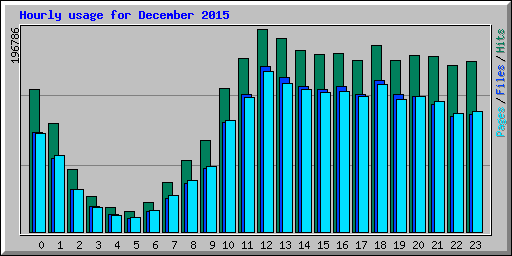 Hourly usage for December 2015
196786
Pages / Files / Hits
0 1 2 3 4 5 6 7 8 9 10 11 12 13 14 15 16 17 18 19 20 21 22 23